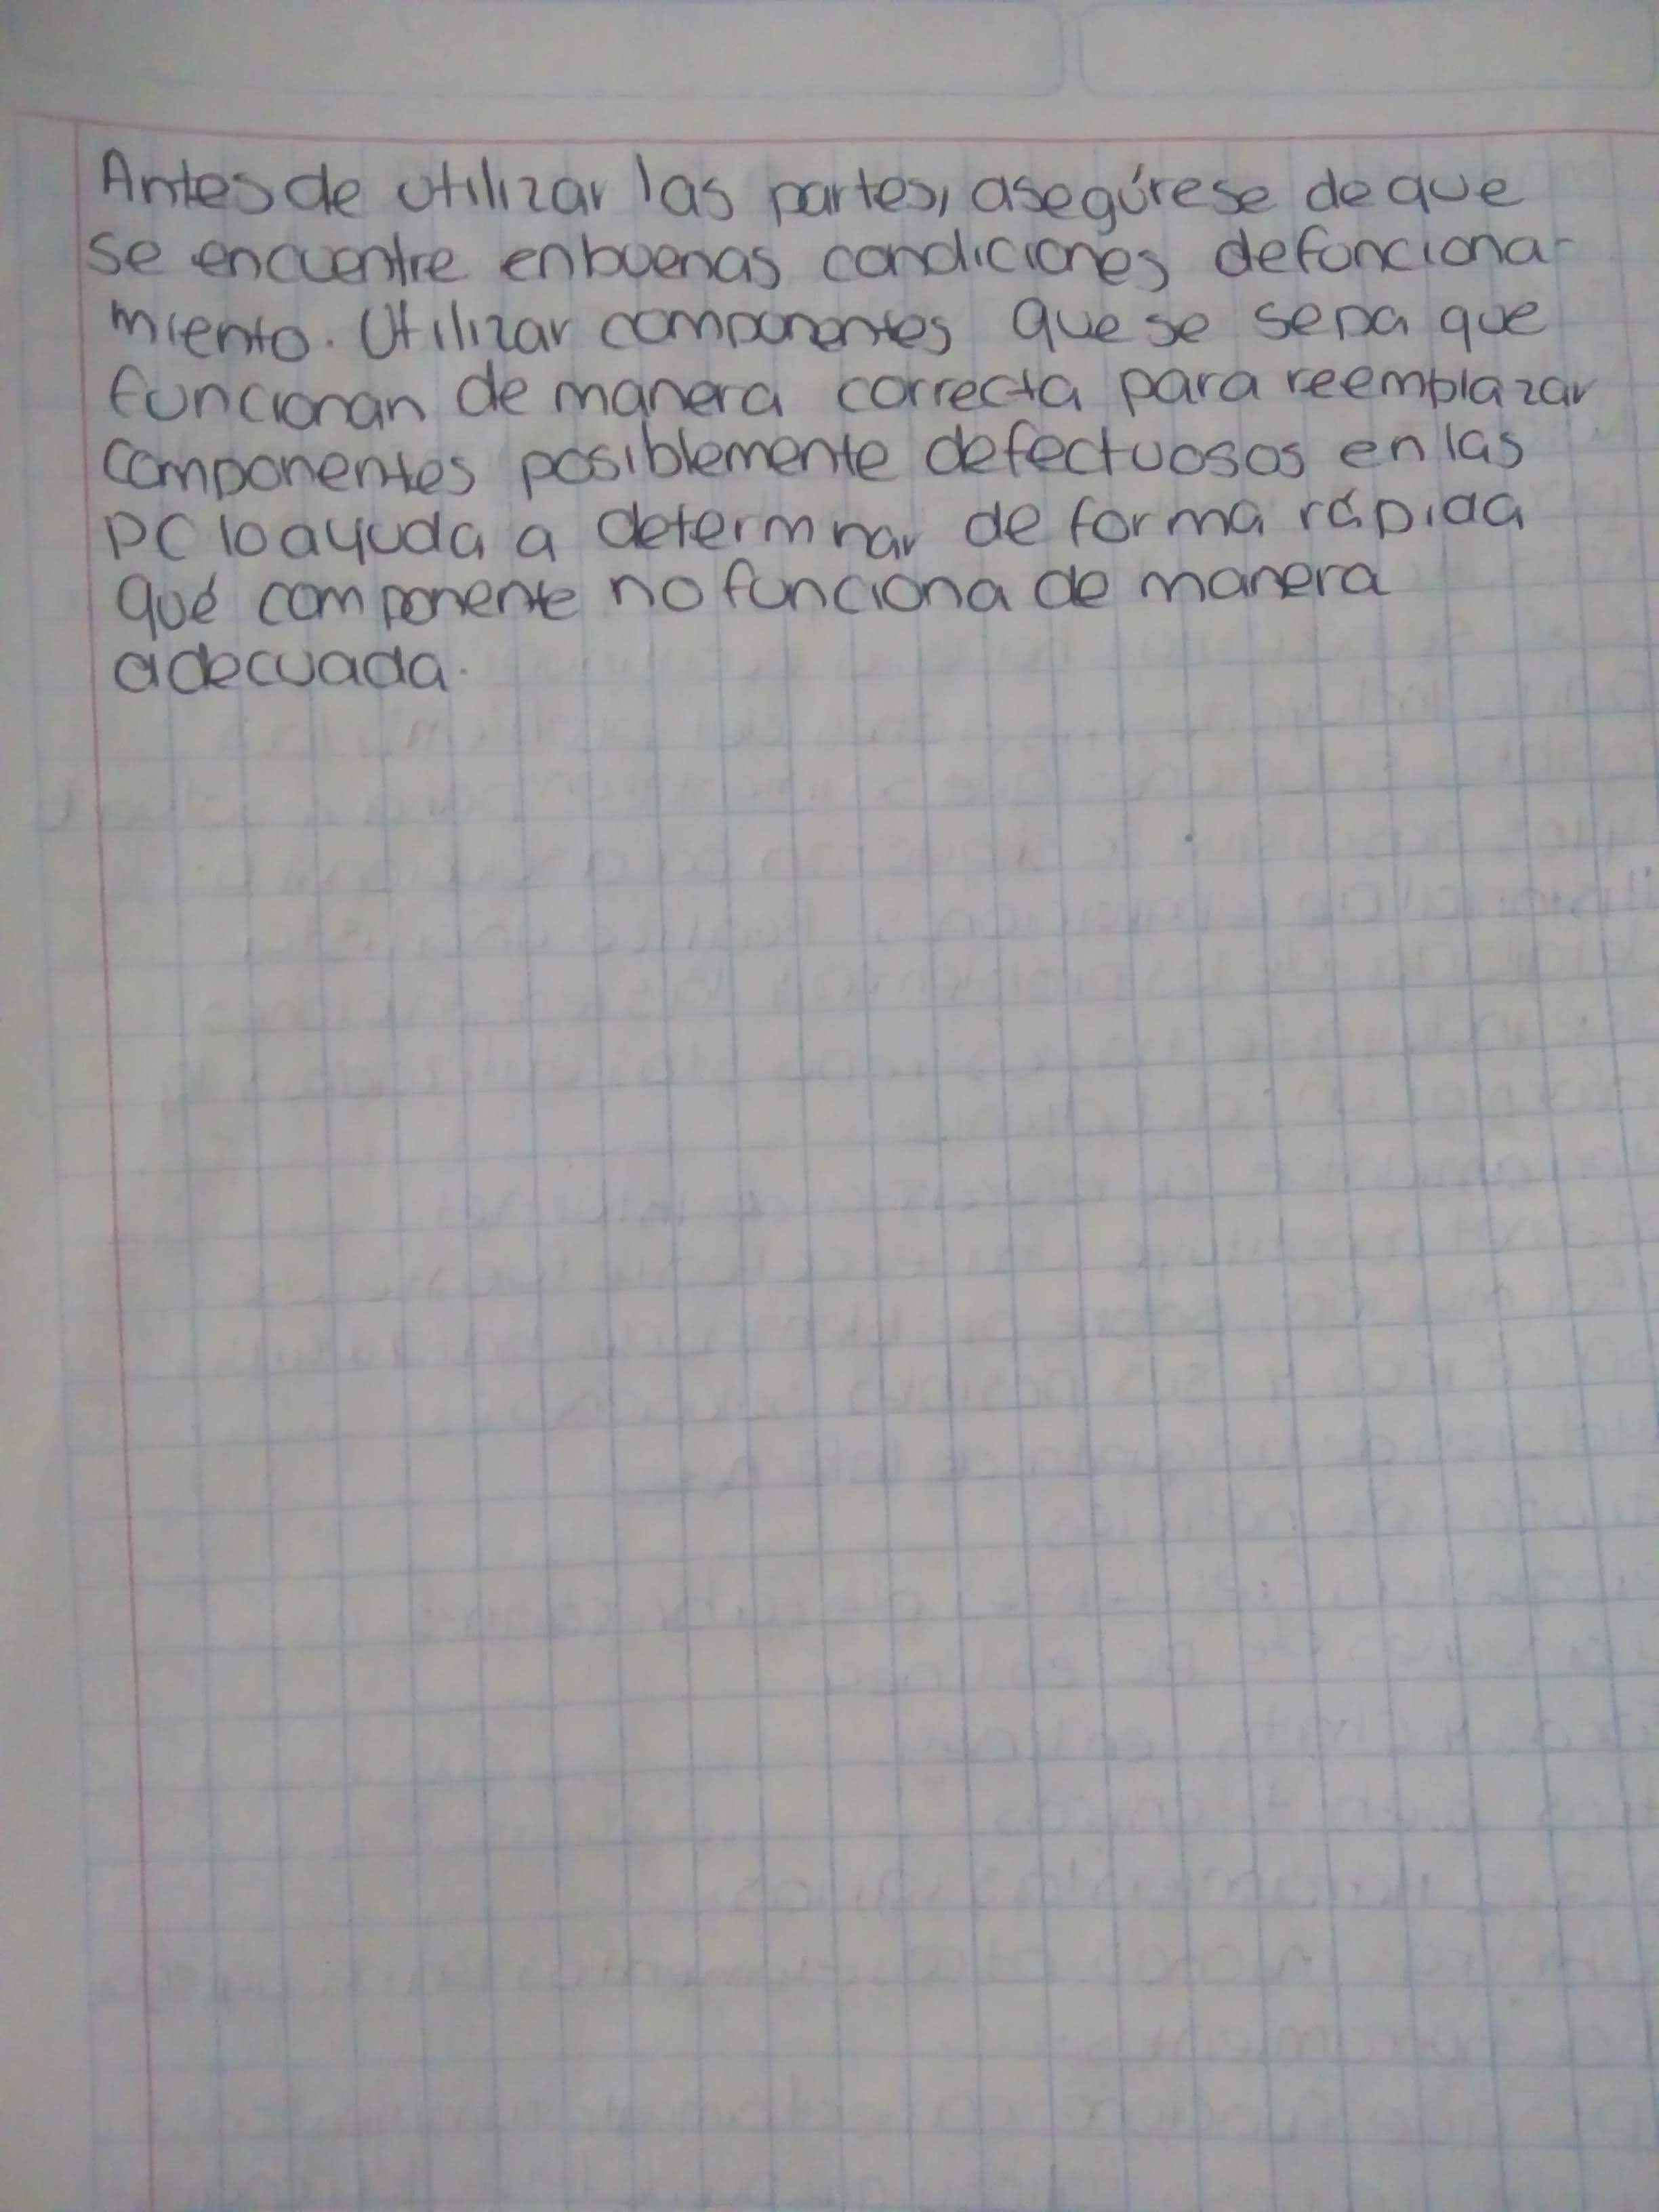 Antes de utilizar las partes, asegúrese de que
se encuentre en buenas condiciones de funciona-
miento. Utilizar componentes que se sepa que
funcionan de manera correcta para reemplazar
componentes posiblemente defectuosos en las
PC lo ayuda a determnar de forma rápida
qué componente no funciona de manera
adecuada.